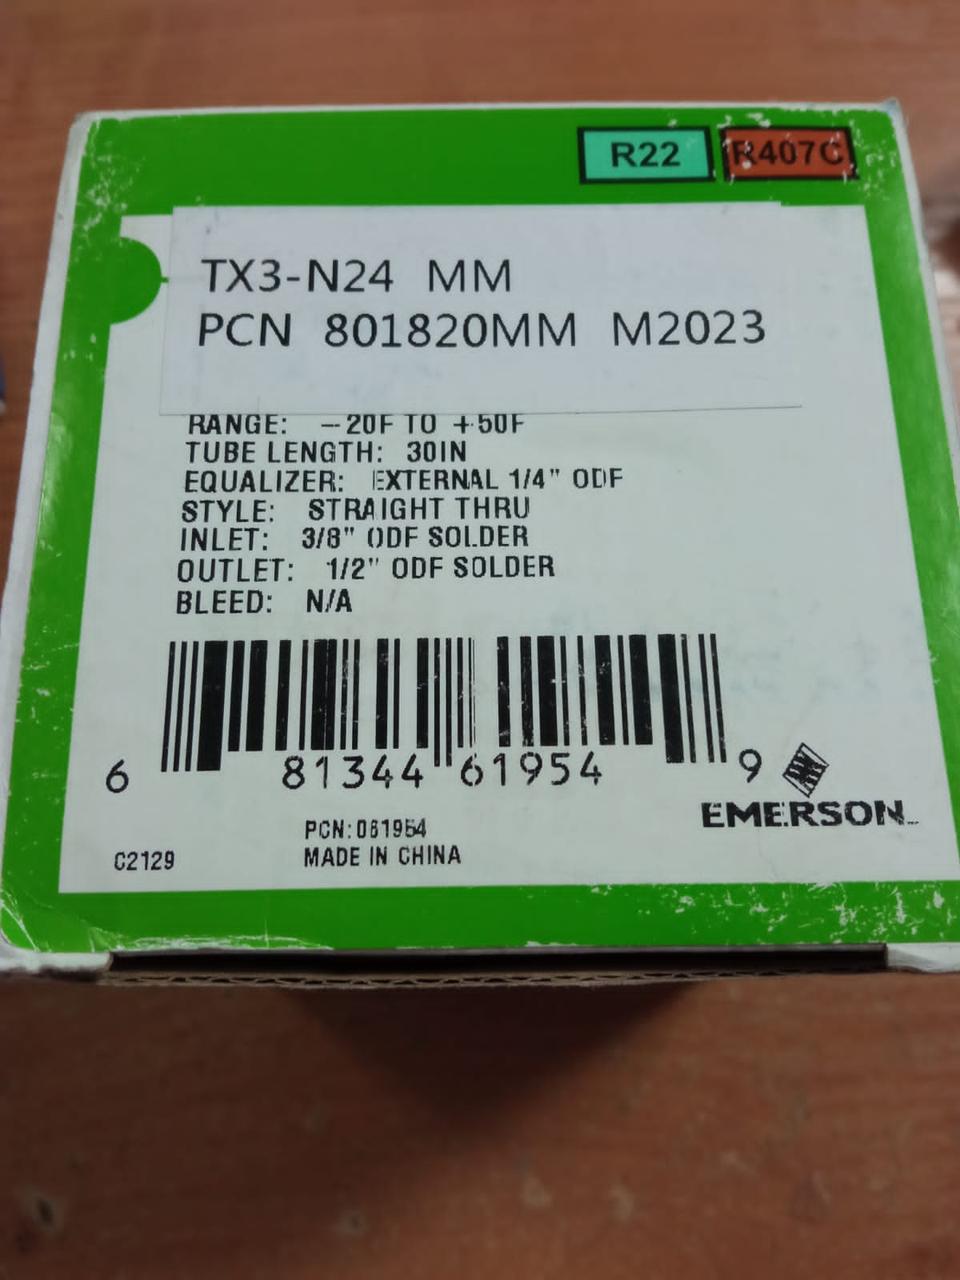 R22 R407C
TX3-N24 MM
PCN 801820MM M2023
RANGE: -20F TO +50F
TUBE LENGTH: 30IN
EQUALIZER: EXTERNAL 1/4" ODF
STYLE: STRAIGHT THRU
INLET: 3/8" ODF SOLDER
OUTLET: 1/2" ODF SOLDER
BLEED: N/A
6 81344 61954 9
EMERSON
PCN:061954
C2129 MADE IN CHINA